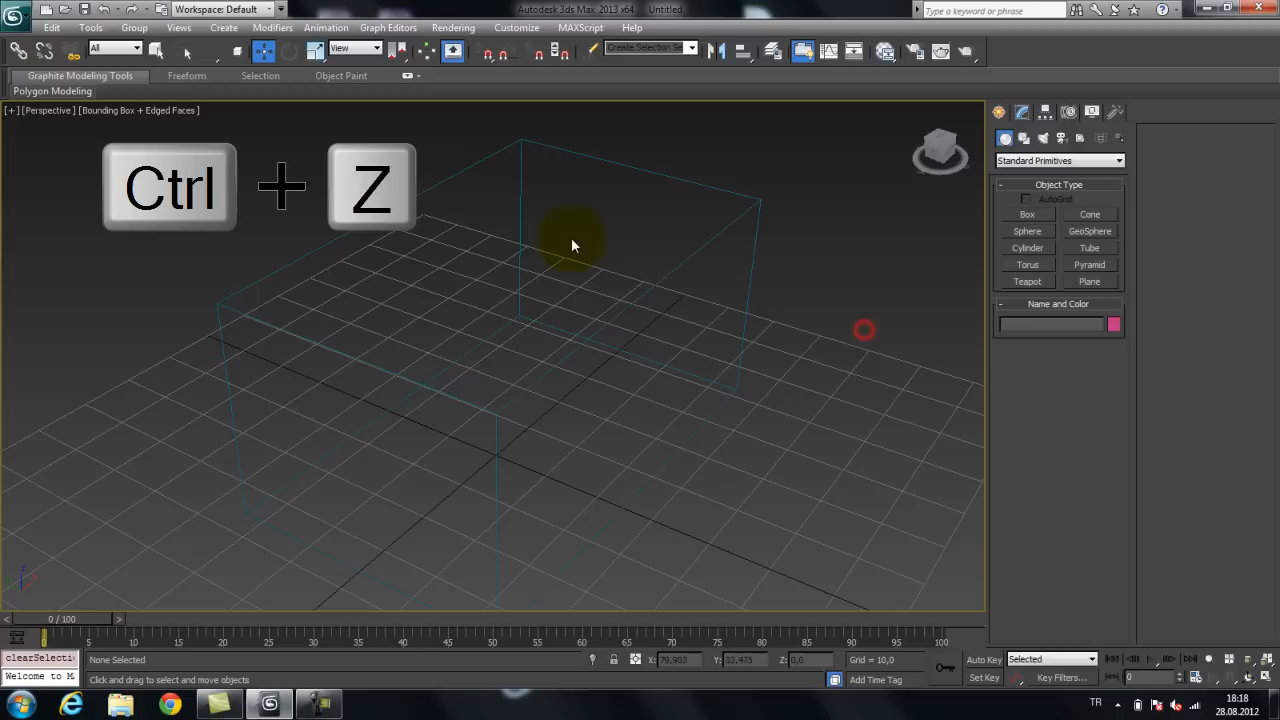 Workspace: Default
Autodesk 3ds Max 2013 x64 Untitled
Type a keyword or phrase
Edit Tools Group Views Create Modifiers Animation Graph Editors Rendering Customize MAXScript Help
All
View
Create Selection Se
Graphite Modeling Tools Freeform Selection Object Paint
Polygon Modeling
[+] [Perspective] [Bounding Box + Edged Faces]
Ctrl + Z
Standard Primitives
- Object Type
AutoGrid
Box Cone
Sphere GeoSphere
Cylinder Tube
Torus Pyramid
Teapot Plane
- Name and Color
< 0 / 100 >
0 5 10 15 20 25 30 35 40 45 50 55 60 65 70 75 80 85 90 95 100
clearSelecti
None Selected
X: 79,903 Y: 33,475 Z: 0,0
Grid = 10,0
Auto Key
Selected
Welcome to M
Click and drag to select and move objects
Add Time Tag
Set Key
Key Filters...
0
TR
18:18
28.08.2012